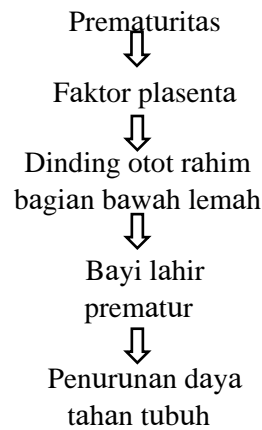 Prematuritas
Faktor plasenta
Dinding otot rahim
bagian bawah lemah
Bayi lahir
prematur
Penurunan daya
tahan tubuh